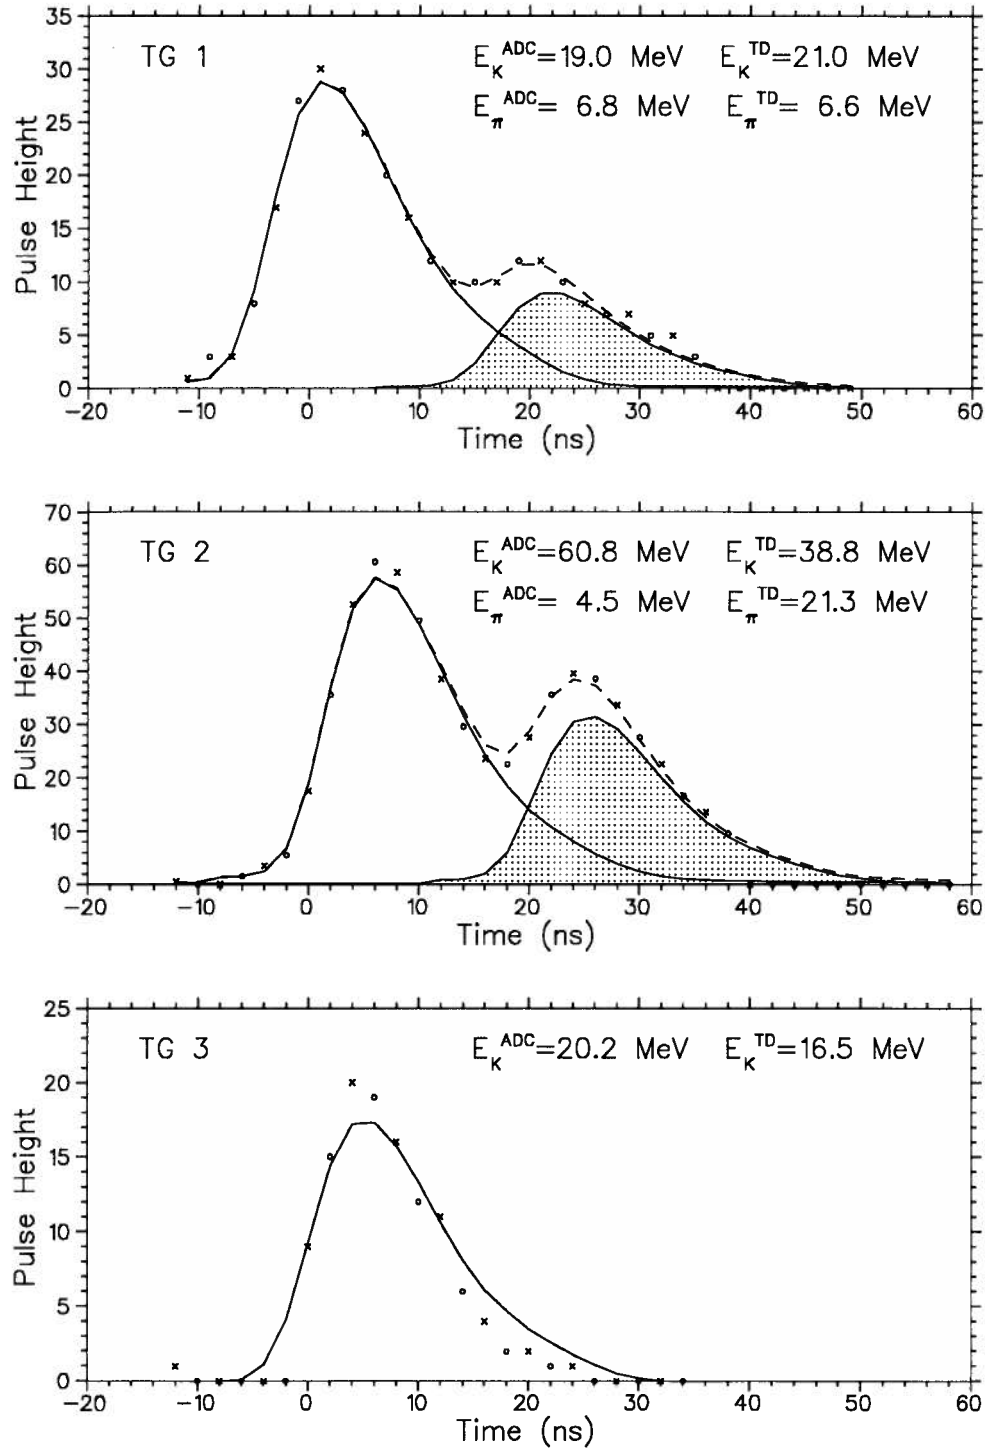 TG 1
E_K^ADC=19.0 MeV E_K^TD=21.0 MeV
E_π^ADC= 6.8 MeV E_π^TD= 6.6 MeV
Pulse Height
35
30
25
20
15
10
5
0
−20 −10 0 10 20 30 40 50 60
Time (ns)
TG 2
E_K^ADC=60.8 MeV E_K^TD=38.8 MeV
E_π^ADC= 4.5 MeV E_π^TD=21.3 MeV
Pulse Height
70
60
50
40
30
20
10
0
−20 −10 0 10 20 30 40 50 60
Time (ns)
TG 3
E_K^ADC=20.2 MeV E_K^TD=16.5 MeV
Pulse Height
25
20
15
10
5
0
−20 −10 0 10 20 30 40 50 60
Time (ns)